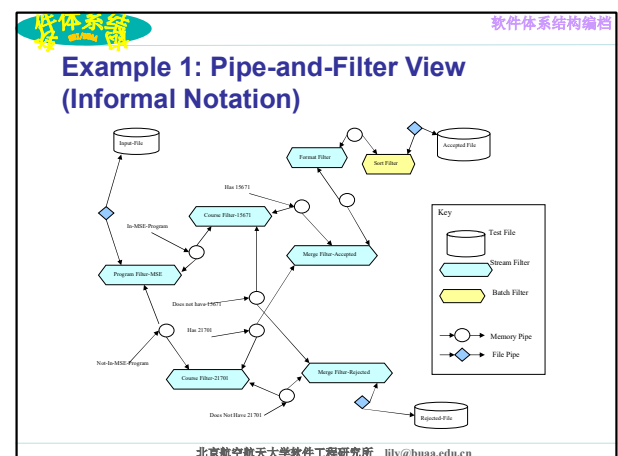 软件体系结构编档
Example 1: Pipe-and-Filter View
(Informal Notation)
Input-File
Accepted File
Format Filter
Sort Filter
Has 15671
Course Filter-15671
In-MSE-Program
Merge Filter-Accepted
Program Filter-MSE
Does not have 15671
Has 21701
Not-In-MSE-Program
Course Filter-21701
Merge Filter-Rejected
Does Not Have 21701
Rejected-File
Key
Test File
Stream Filter
Batch Filter
Memory Pipe
File Pipe
北京航空航天大学软件工程研究所 lily@buaa.edu.cn